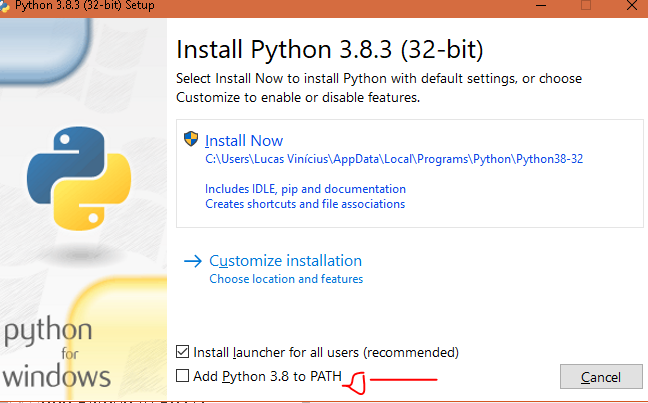 Python 3.8.3 (32-bit) Setup
Install Python 3.8.3 (32-bit)
Select Install Now to install Python with default settings, or choose
Customize to enable or disable features.
Install Now
C:\Users\Lucas Vinícius\AppData\Local\Programs\Python\Python38-32
Includes IDLE, pip and documentation
Creates shortcuts and file associations
Customize installation
Choose location and features
python
for
windows
Install launcher for all users (recommended)
Add Python 3.8 to PATH
Cancel